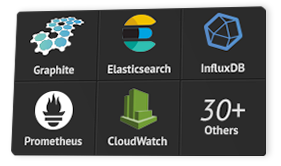 Graphite
Elasticsearch
InfluxDB
Prometheus
CloudWatch
30+
Others